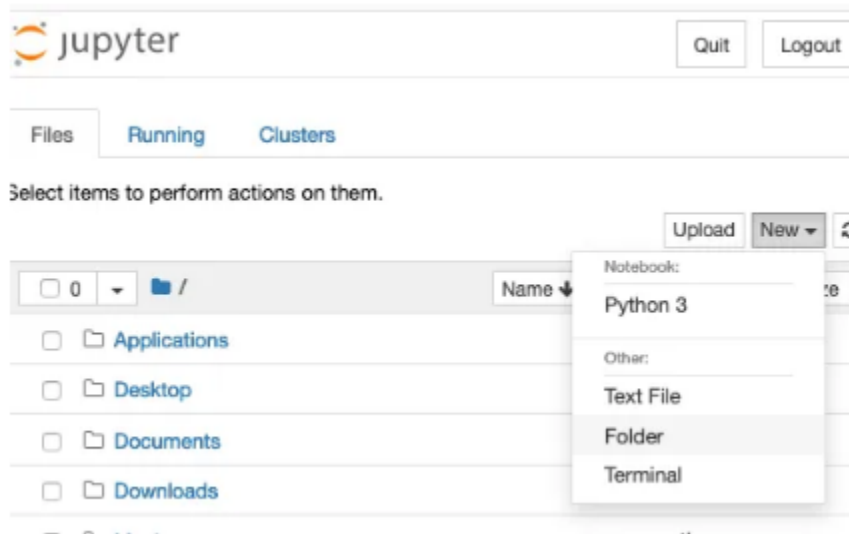 jupyter
Quit Logout
Files Running Clusters
Select items to perform actions on them.
Upload New
0 / Name
Notebook:
Python 3
Applications
Other:
Desktop
Text File
Documents
Folder
Terminal
Downloads